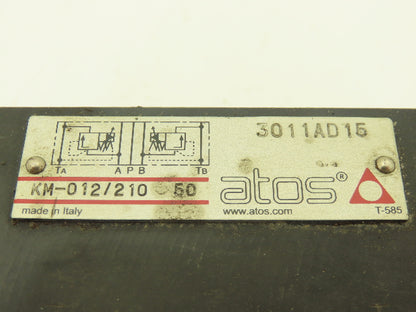 3011AD15
TA A P B TB
KM-012/210 50
atos®
made in Italy
www.atos.com
T-585